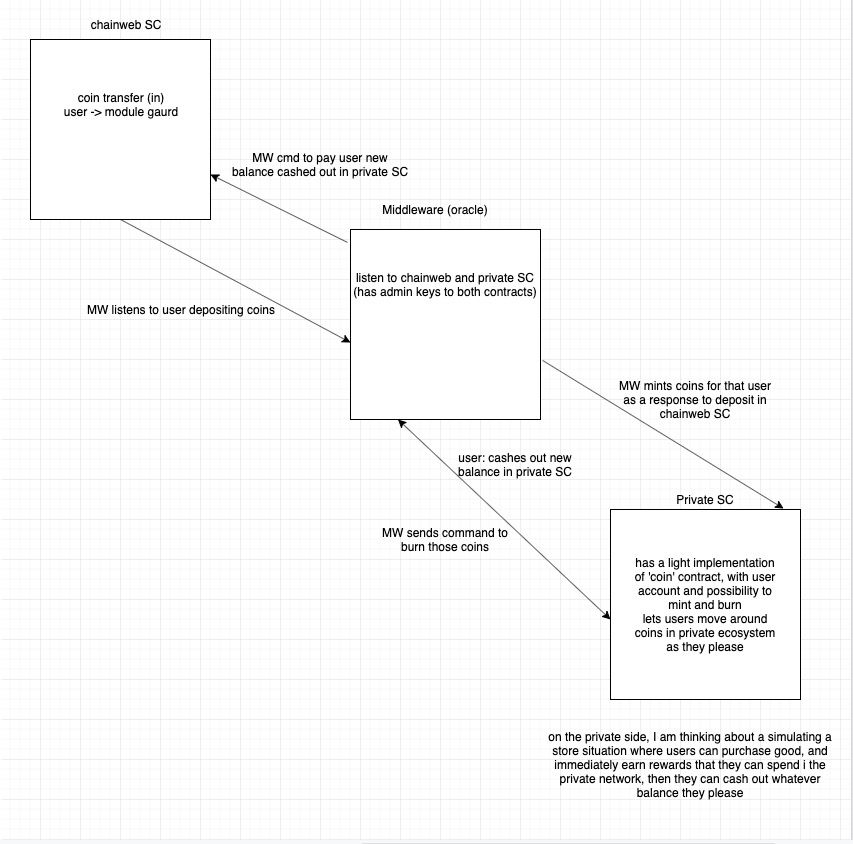 chainweb SC
coin transfer (in)
user -> module gaurd
MW cmd to pay user new
balance cashed out in private SC
Middleware (oracle)
listen to chainweb and private SC
(has admin keys to both contracts)
MW listens to user depositing coins
MW mints coins for that user
as a response to deposit in
chainweb SC
user: cashes out new
balance in private SC
MW sends command to
burn those coins
Private SC
has a light implementation
of 'coin' contract, with user
account and possibility to
mint and burn
lets users move around
coins in private ecosystem
as they please
on the private side, I am thinking about a simulating a
store situation where users can purchase good, and
immediately earn rewards that they can spend i the
private network, then they can cash out whatever
balance they please